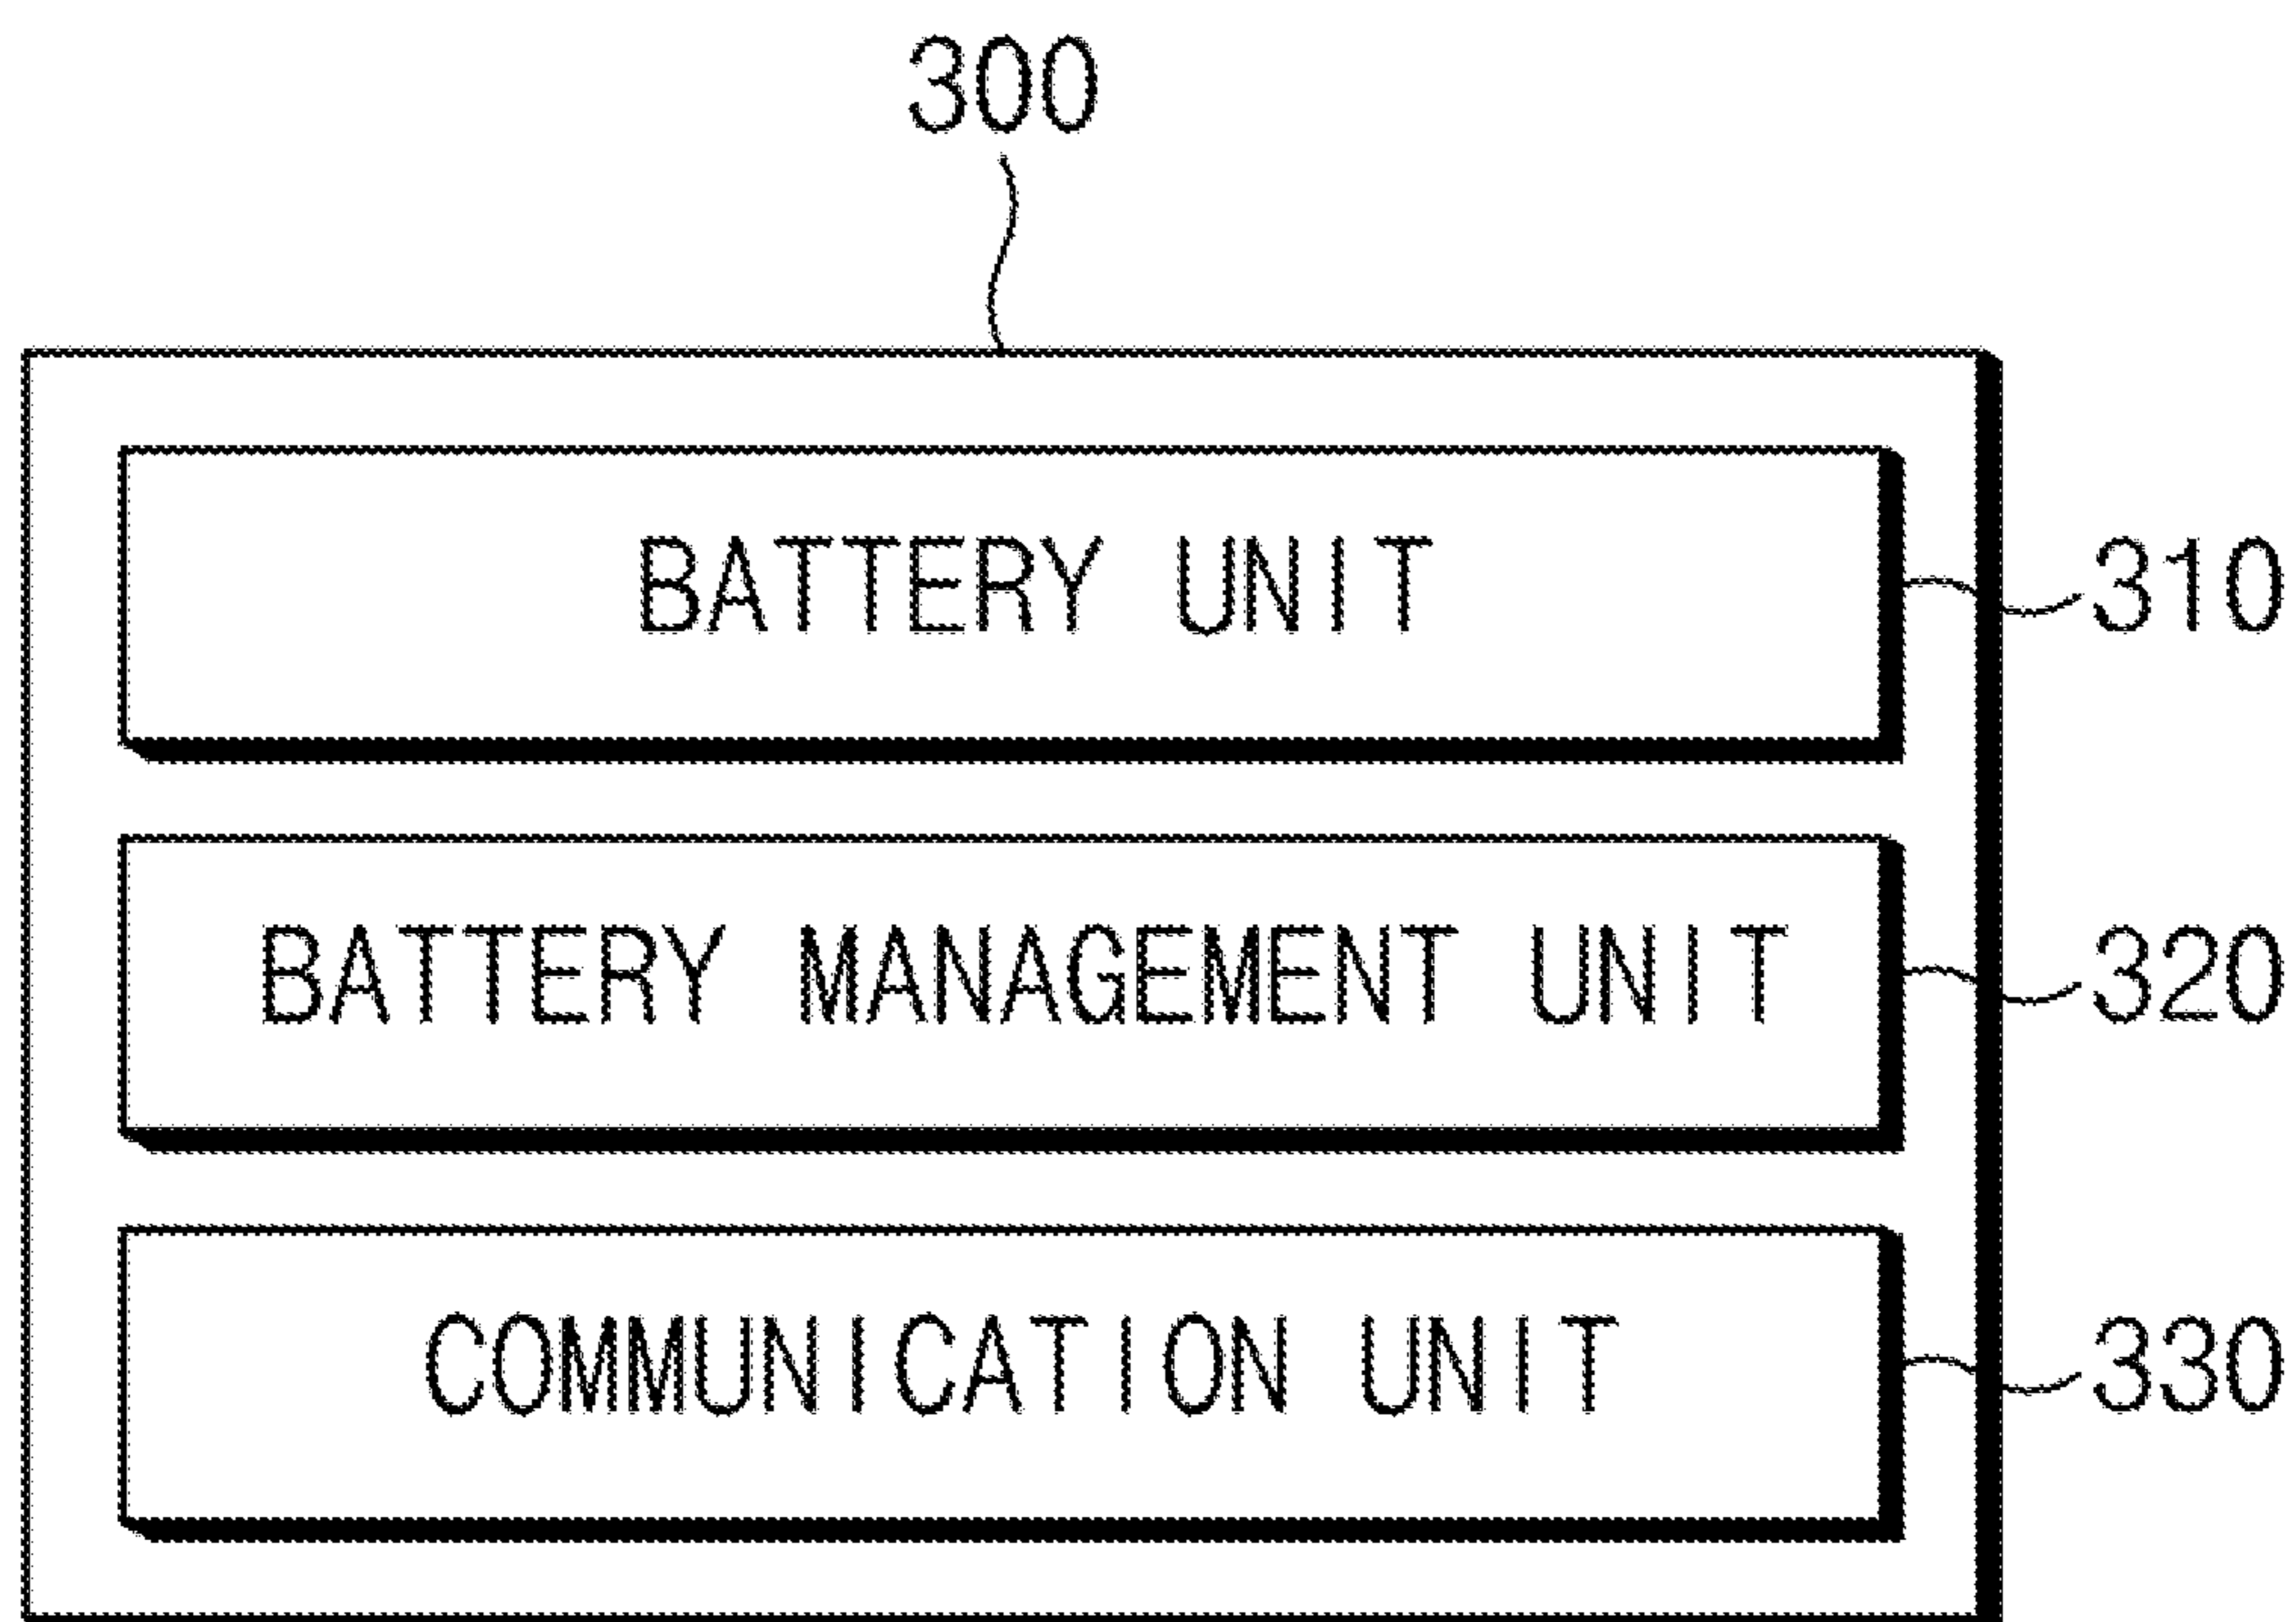 300
BATTERY UNIT 310
BATTERY MANAGEMENT UNIT 320
COMMUNICATION UNIT 330